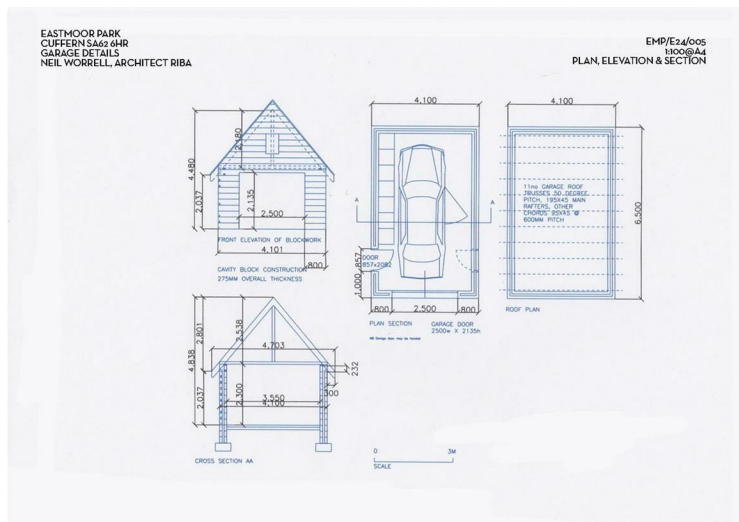 EASTMOOR PARK
CUFFERN SA62 6HR
GARAGE DETAILS
NEIL WORRELL, ARCHITECT RIBA
EMP/E24/005
1:100@A4
PLAN, ELEVATION & SECTION
4,480
2,037
2,180
2,135
2,500
FRONT ELEVATION OF BLOCKWORK
4,101
800
CAVITY BLOCK CONSTRUCTION
275MM OVERALL THICKNESS
4,100
A
A
DOOR
857x2082
857
1,000
800
2,500
800
PLAN SECTION
GARAGE DOOR
2500w X 2135h
4,100
11no GARAGE ROOF
TRUSSES 50 DEGREE
PITCH, 195X45 MAIN
RAFTERS, OTHER
CHORDS 95X45 @
600MM PITCH
6,500
ROOF PLAN
4,838
2,801
2,037
2,538
4,703
232
300
2,300
3,550
4,100
CROSS SECTION AA
0
3M
SCALE